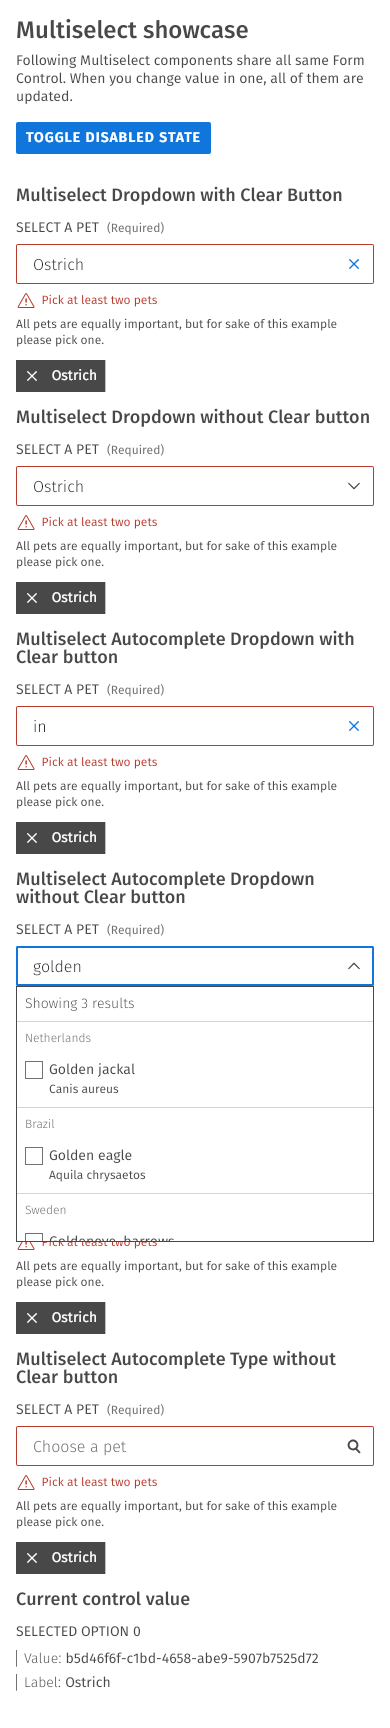 Multiselect showcase
Following Multiselect components share all same Form
Control. When you change value in one, all of them are
updated.
TOGGLE DISABLED STATE
Multiselect Dropdown with Clear Button
SELECT A PET (Required)
Ostrich
Pick at least two pets
All pets are equally important, but for sake of this example
please pick one.
Ostrich
Multiselect Dropdown without Clear button
SELECT A PET (Required)
Ostrich
Pick at least two pets
All pets are equally important, but for sake of this example
please pick one.
Ostrich
Multiselect Autocomplete Dropdown with
Clear button
SELECT A PET (Required)
in
Pick at least two pets
All pets are equally important, but for sake of this example
please pick one.
Ostrich
Multiselect Autocomplete Dropdown
without Clear button
SELECT A PET (Required)
golden
Showing 3 results
Netherlands
Golden jackal
Canis aureus
Brazil
Golden eagle
Aquila chrysaetos
Sweden
Goldeneye, barrows
Pick at least two pets
All pets are equally important, but for sake of this example
please pick one.
Ostrich
Multiselect Autocomplete Type without
Clear button
SELECT A PET (Required)
Choose a pet
Pick at least two pets
All pets are equally important, but for sake of this example
please pick one.
Ostrich
Current control value
SELECTED OPTION 0
Value: b5d46f6f-c1bd-4658-abe9-5907b7525d72
Label: Ostrich